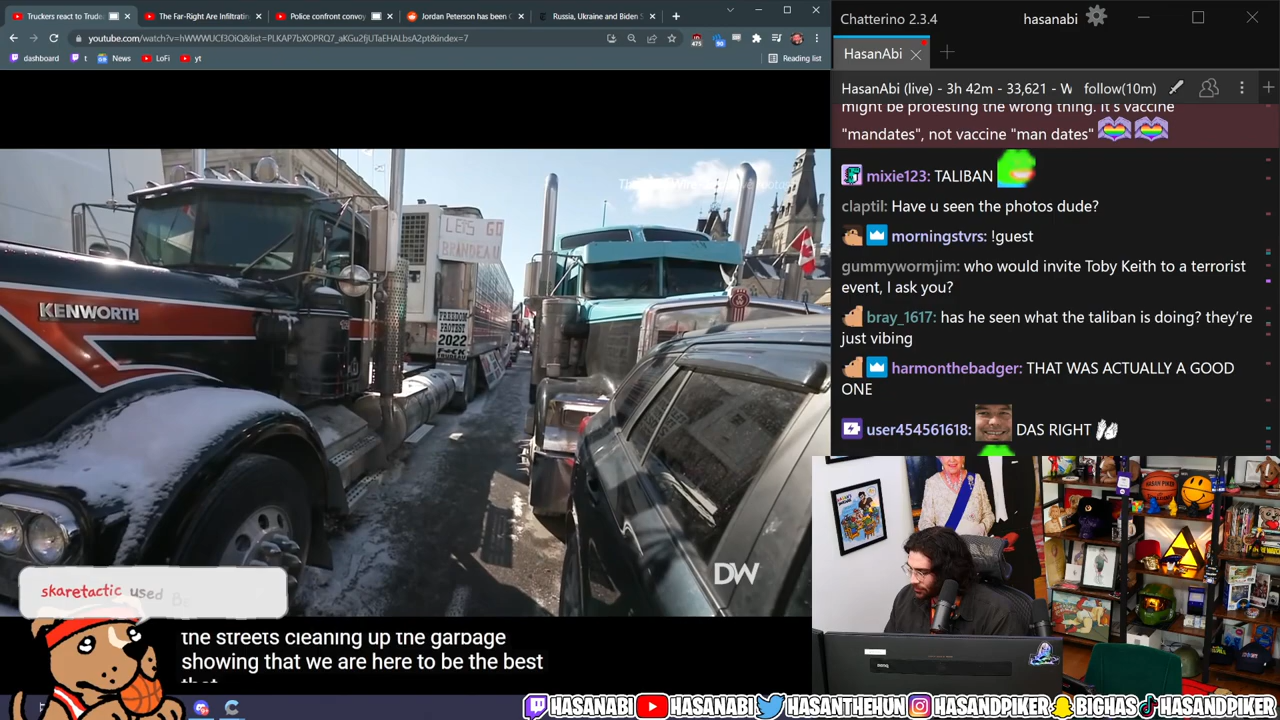 Truckers react to Trude
The Far-Right Are Infiltratin
Police confront convoy
Jordan Peterson has been C
Russia, Ukraine and Biden S
youtube.com/watch?v=hWWWUCf3OiQ&list=PLKAP7bXOPRQ7_aKGu2fjUTaEHALbsA2pt&index=7
dashboard
t
News
LoFi
yt
Reading list
Chatterino 2.3.4
hasanabi
HasanAbi
HasanAbi (live) - 3h 42m - 33,621 - W
follow(10m)
might be protesting the wrong thing. It's vaccine
"mandates", not vaccine "man dates"
mixie123: TALIBAN
claptil: Have u seen the photos dude?
morningstvrs: !guest
gummywormjim: who would invite Toby Keith to a terrorist
event, I ask you?
bray_1617: has he seen what the taliban is doing? they're
just vibing
harmonthebadger: THAT WAS ACTUALLY A GOOD
ONE
user454561618: DAS RIGHT
LET'S GO
BRANDEAU
KENWORTH
FREEDOM
PROTEST
2022
DW
skaretactic used
the streets cleaning up the garbage
showing that we are here to be the best
that
BENQ
HASAN PIKER
HASANABI
HASANABI
HASANTHEHUN
HASANDPIKER
BIGHAS
HASANDPIKER